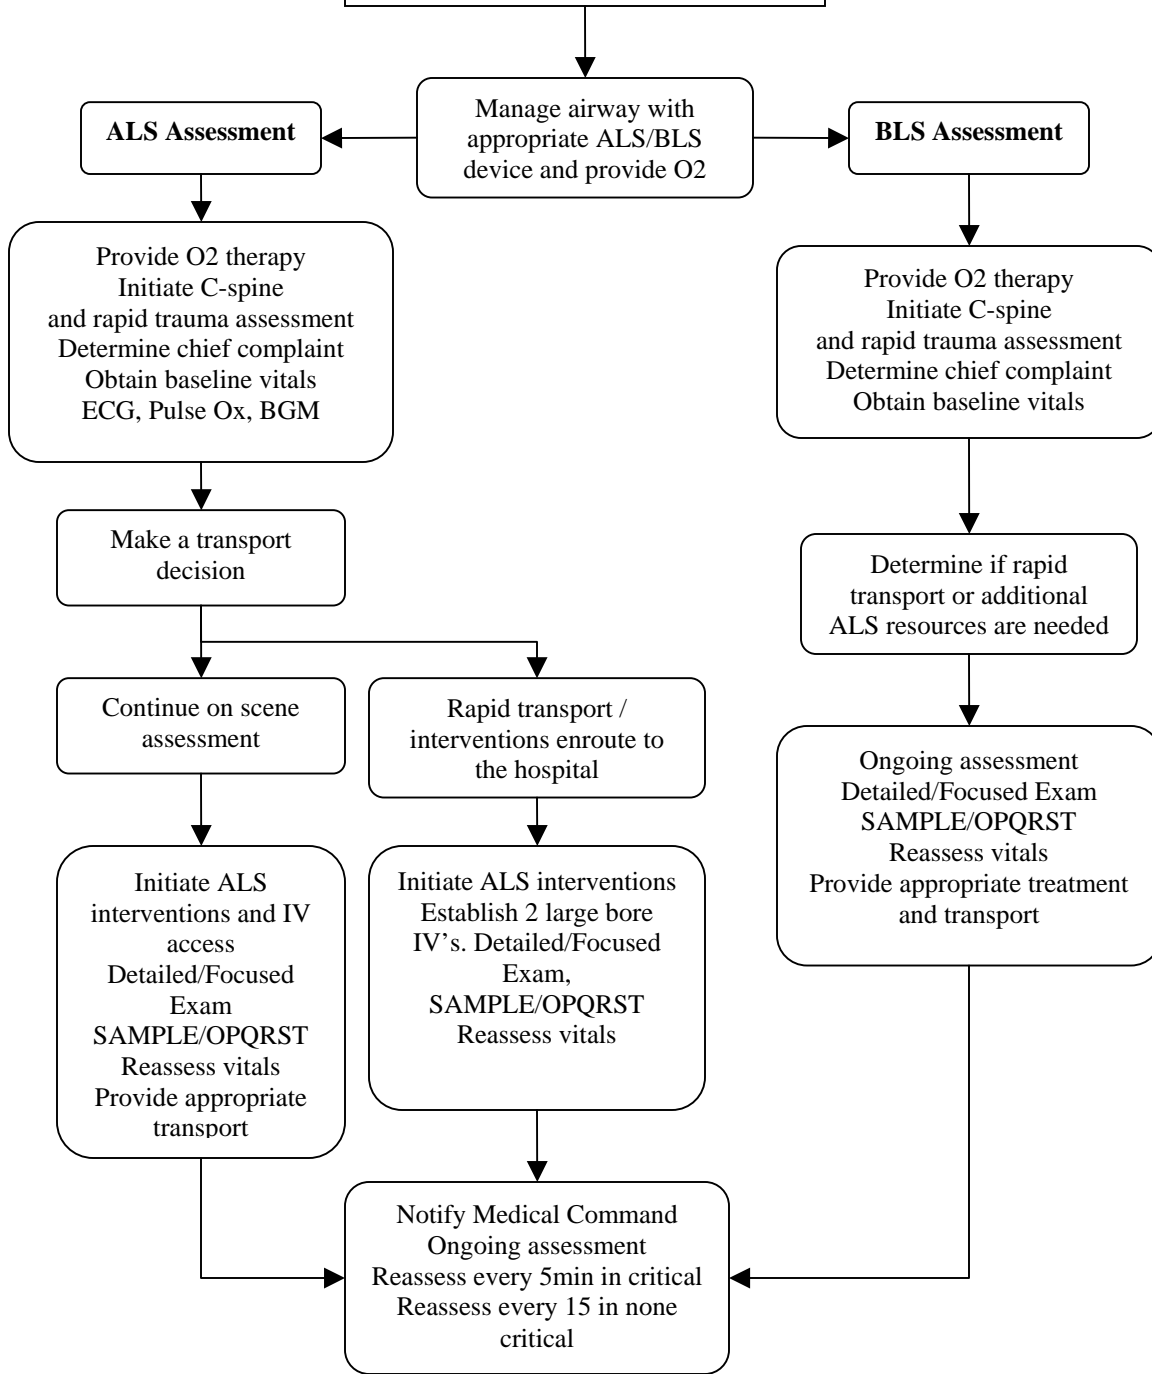 Manage airway with
appropriate ALS/BLS
device and provide O2
ALS Assessment
BLS Assessment
Provide O2 therapy
Initiate C-spine
and rapid trauma assessment
Determine chief complaint
Obtain baseline vitals
ECG, Pulse Ox, BGM
Provide O2 therapy
Initiate C-spine
and rapid trauma assessment
Determine chief complaint
Obtain baseline vitals
Make a transport
decision
Determine if rapid
transport or additional
ALS resources are needed
Continue on scene
assessment
Rapid transport /
interventions enroute to
the hospital
Ongoing assessment
Detailed/Focused Exam
SAMPLE/OPQRST
Reassess vitals
Provide appropriate treatment
and transport
Initiate ALS
interventions and IV
access
Detailed/Focused
Exam
SAMPLE/OPQRST
Reassess vitals
Provide appropriate
transport
Initiate ALS interventions
Establish 2 large bore
IV's. Detailed/Focused
Exam,
SAMPLE/OPQRST
Reassess vitals
Notify Medical Command
Ongoing assessment
Reassess every 5min in critical
Reassess every 15 in none
critical